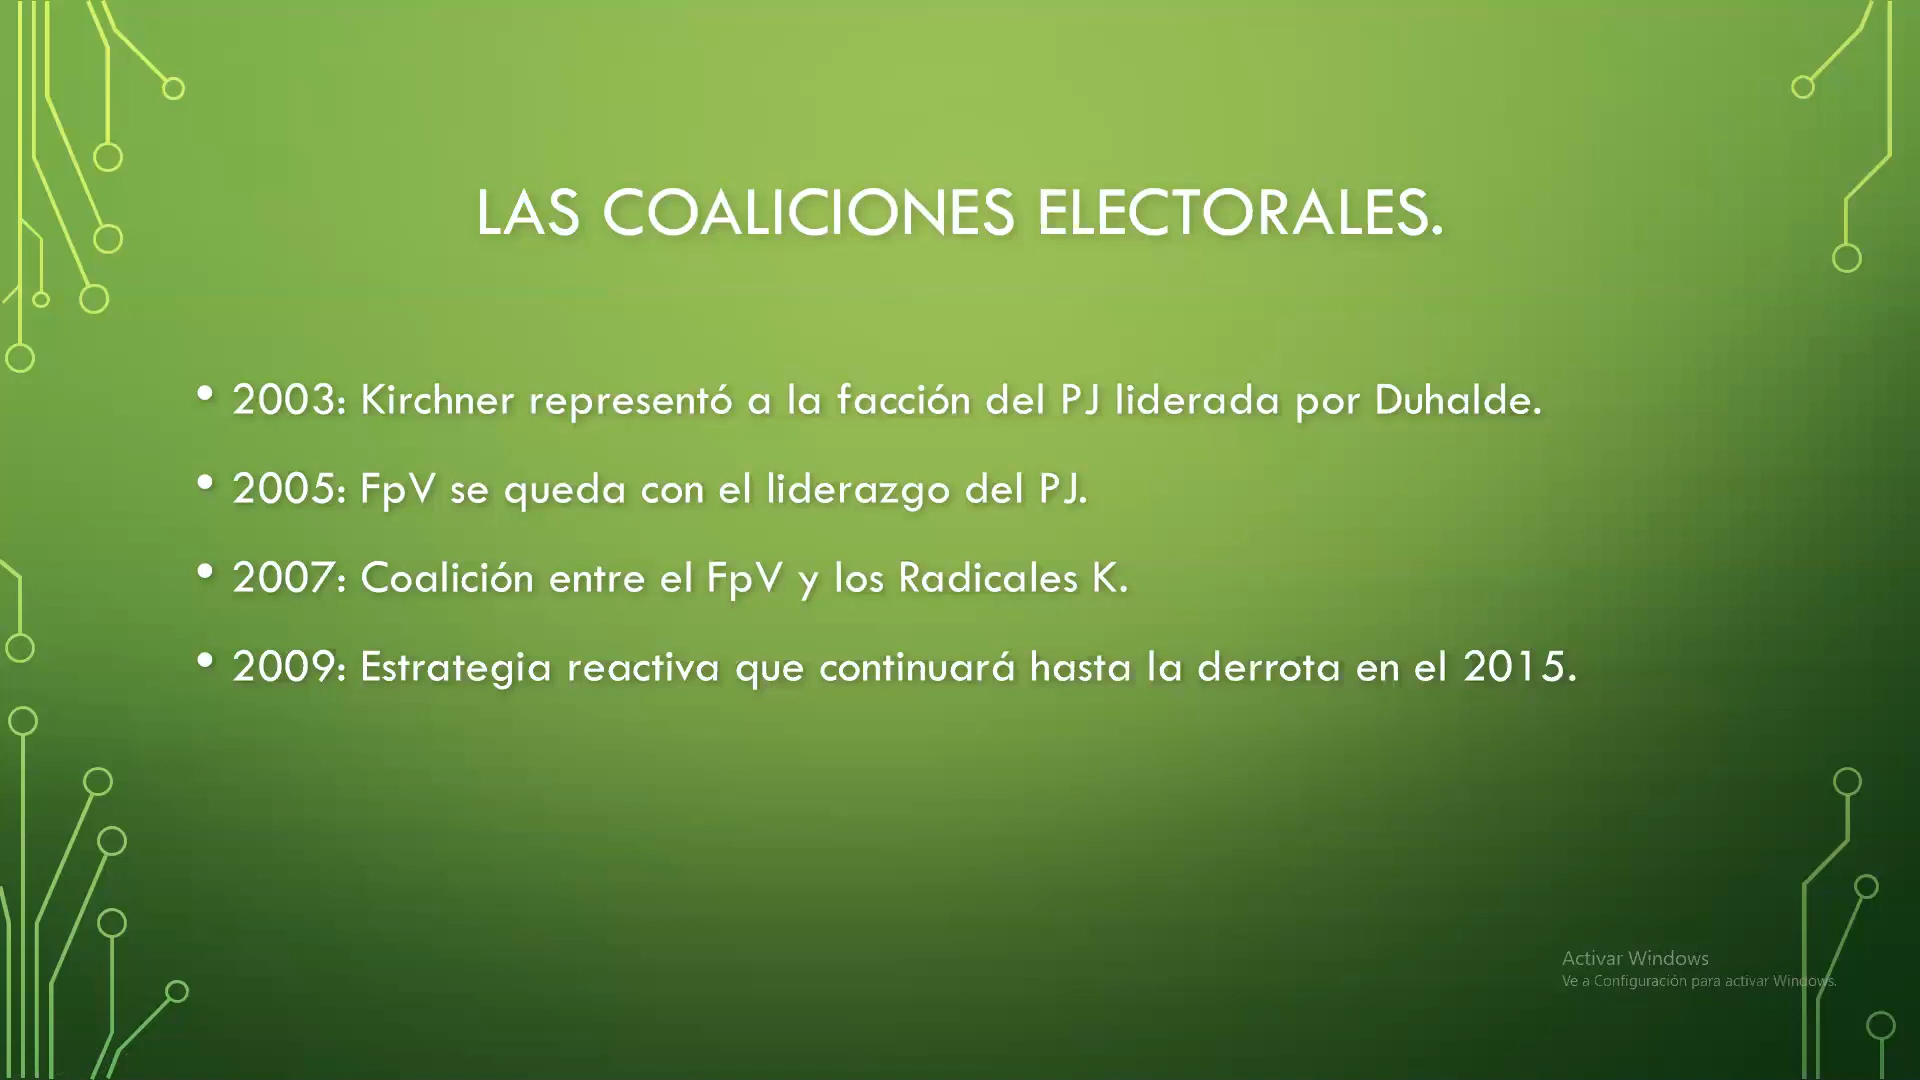 LAS COALICIONES ELECTORALES.
• 2003: Kirchner representó a la facción del PJ liderada por Duhalde.
• 2005: FpV se queda con el liderazgo del PJ.
• 2007: Coalición entre el FpV y los Radicales K.
• 2009: Estrategia reactiva que continuará hasta la derrota en el 2015.
Activar Windows
Ve a Configuración para activar Windows.